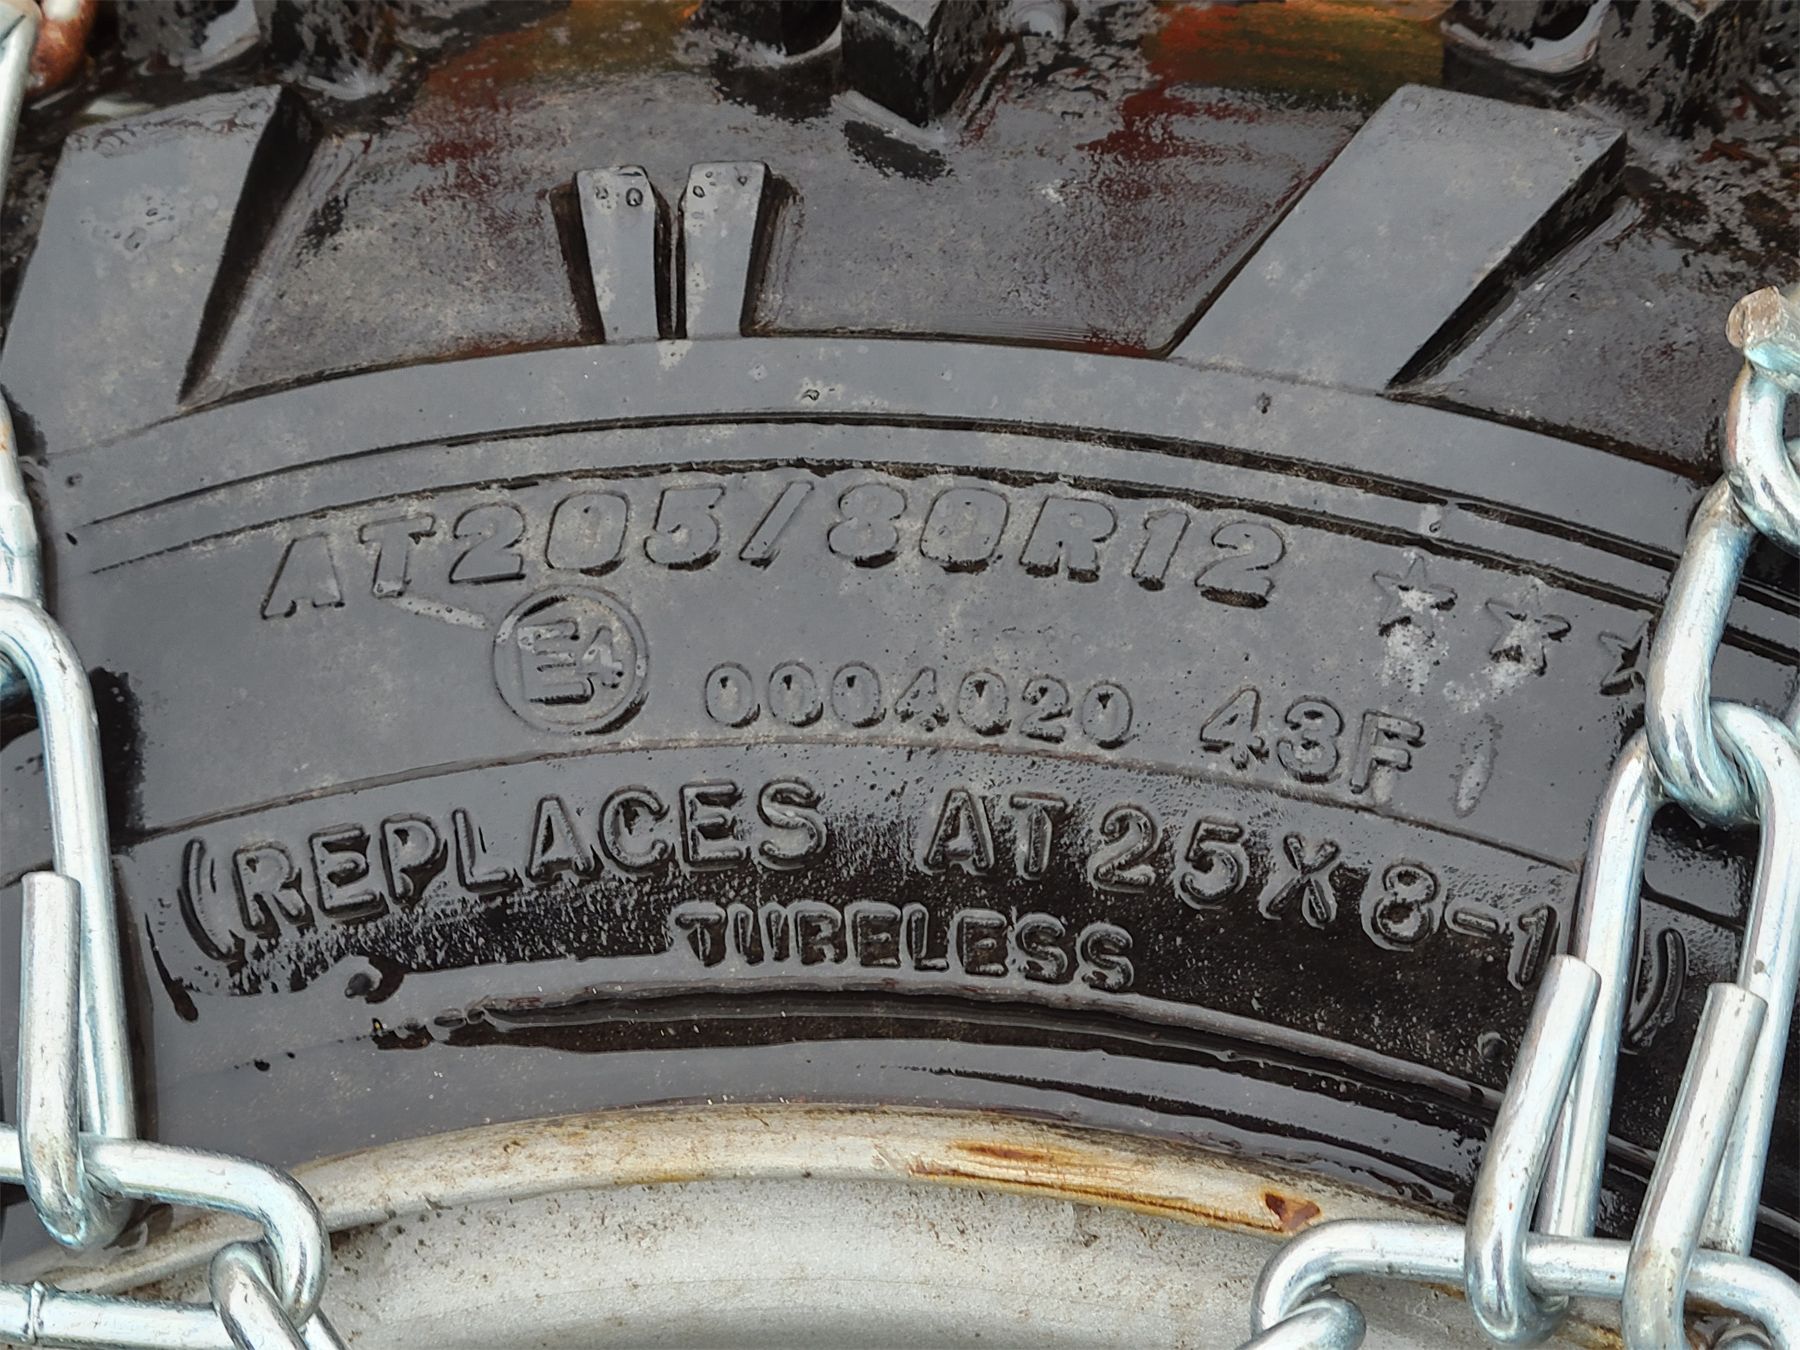 AT205/80R12 ★★★
E4 0004020 43F
(REPLACES AT25X8-1
TUBELESS